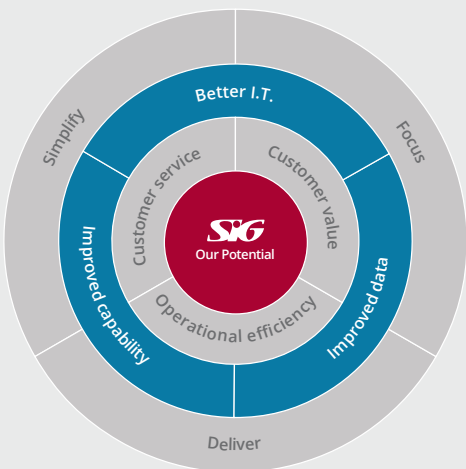 Simplify
Focus
Deliver
Better I.T.
Improved capability
Improved data
Customer service
Customer value
Operational efficiency
SIG
Our Potential